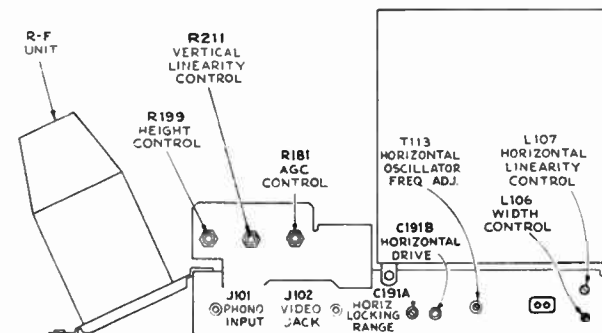 R-F
UNIT
R211
VERTICAL
LINEARITY
CONTROL
R199
HEIGHT
CONTROL
R181
AGC
CONTROL
T113
HORIZONTAL
OSCILLATOR
FREQ ADJ.
L107
HORIZONTAL
LINEARITY
CONTROL
L106
WIDTH
CONTROL
C191B
HORIZONTAL
DRIVE
J101
PHONO
INPUT
J102
VIDEO
JACK
C191A
HORIZ
LOCKING
RANGE